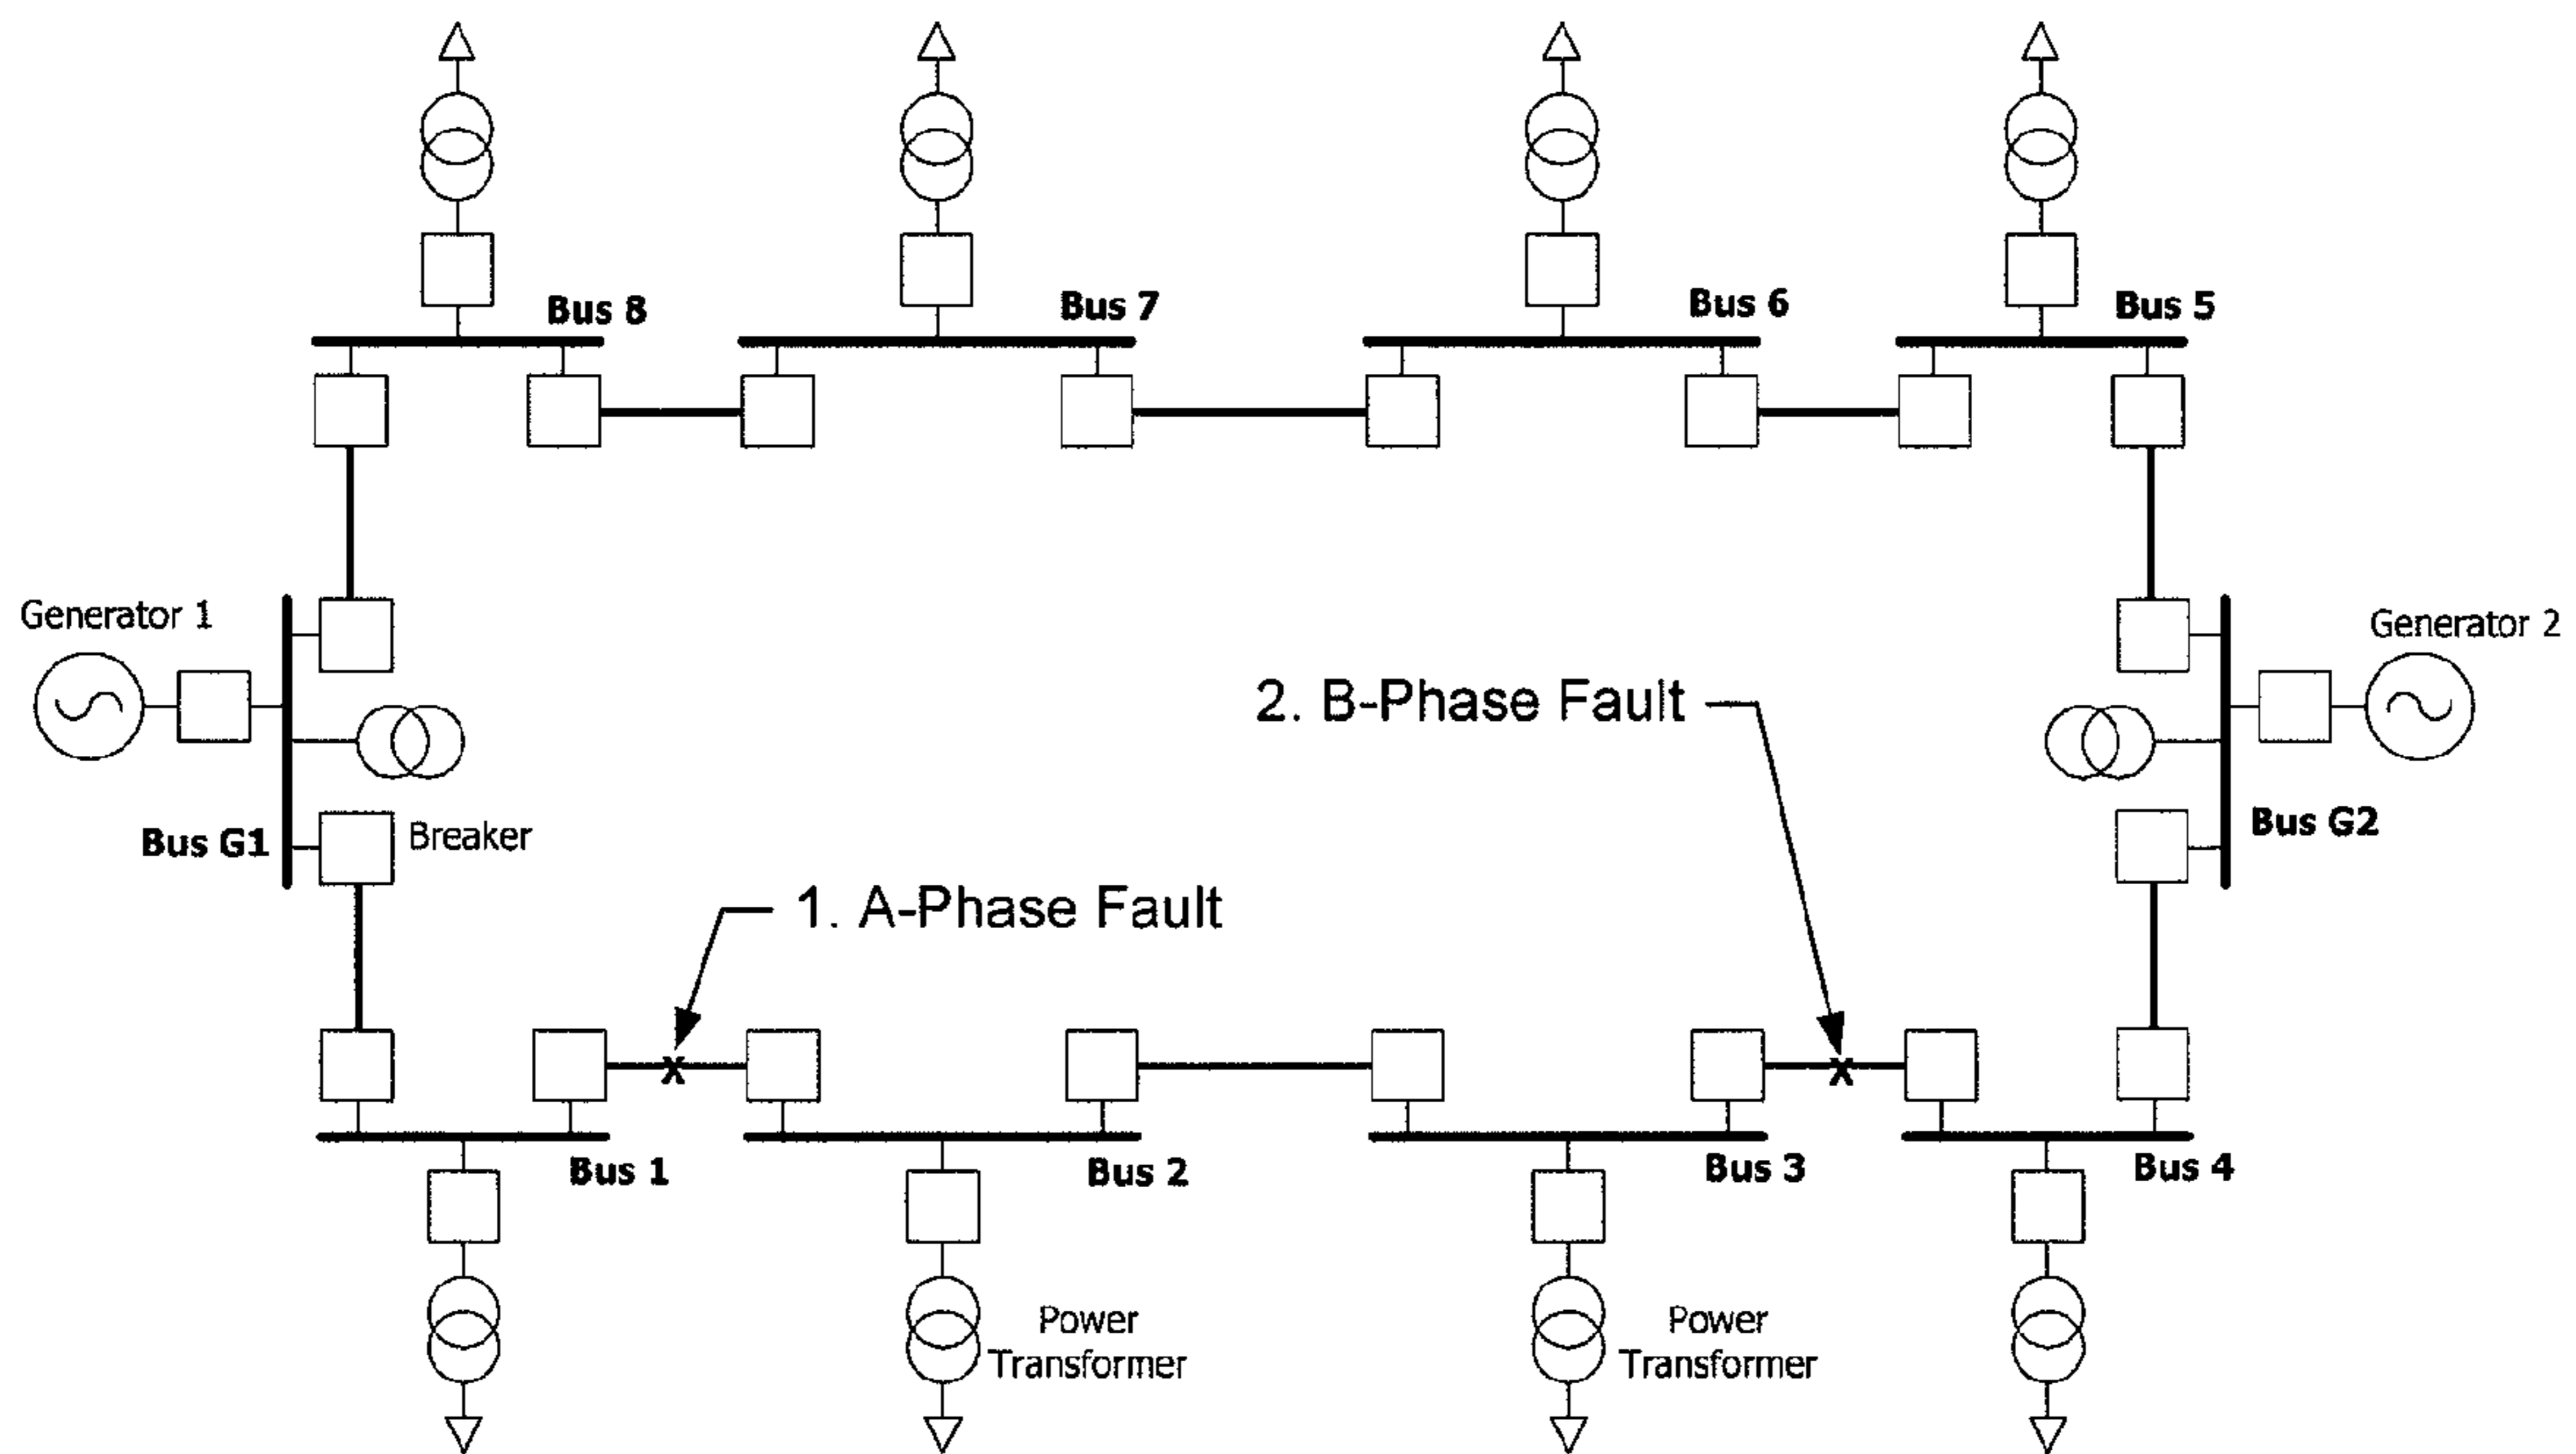 Bus 8
Bus 7
Bus 6
Bus 5
Generator 1
Generator 2
2. B-Phase Fault
Bus G1
Breaker
Bus G2
1. A-Phase Fault
X
X
Bus 1
Bus 2
Bus 3
Bus 4
Power
Transformer
Power
Transformer